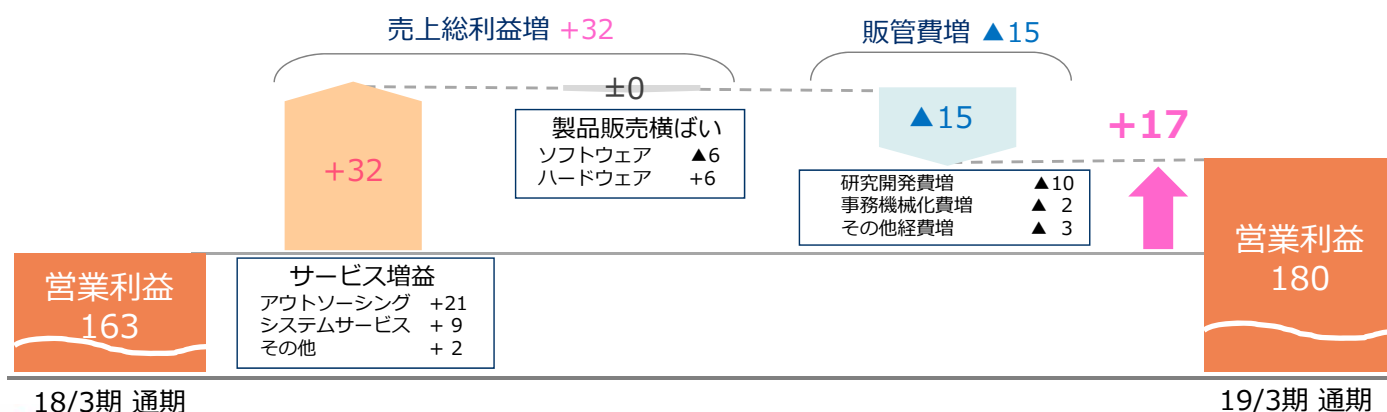 売上総利益増 +32
販管費増 ▲15
±0
▲15
+17
+32
製品販売横ばい
ソフトウェア ▲6
ハードウェア +6
研究開発費増 ▲10
事務機械化費増 ▲ 2
その他経費増 ▲ 3
営業利益
163
サービス増益
アウトソーシング +21
システムサービス + 9
その他 + 2
営業利益
180
18/3期 通期
19/3期 通期